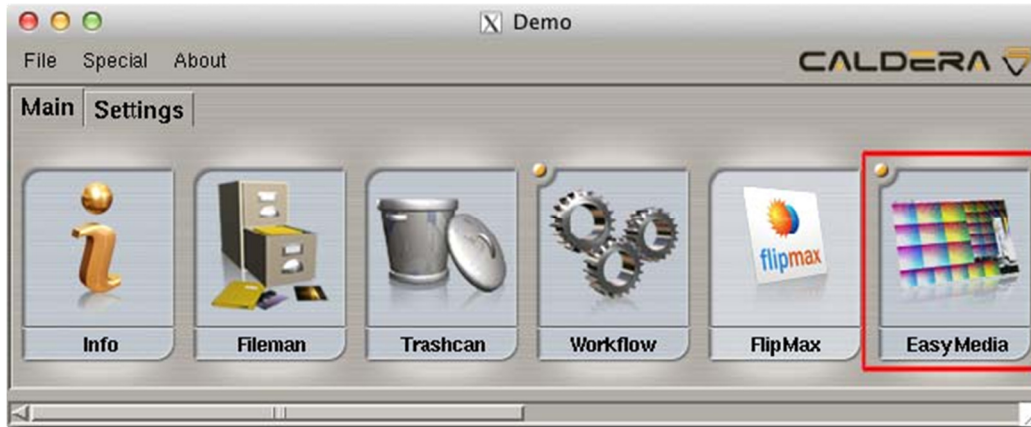 X Demo
File Special About
CALDERA
Main Settings
flipmax
Info Fileman Trashcan Workflow FlipMax EasyMedia